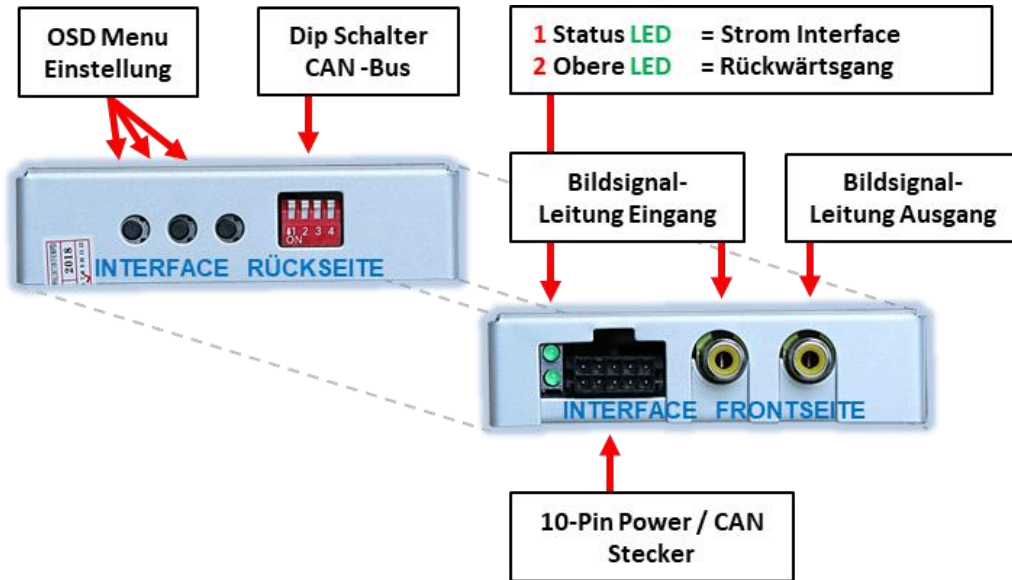 OSD Menu
Einstellung
Dip Schalter
CAN -Bus
1 Status LED = Strom Interface
2 Obere LED = Rückwärtsgang
Bildsignal-
Leitung Eingang
Bildsignal-
Leitung Ausgang
1 2 3 4
ON
2018
INTERFACE RÜCKSEITE
INTERFACE FRONTSEITE
10-Pin Power / CAN
Stecker